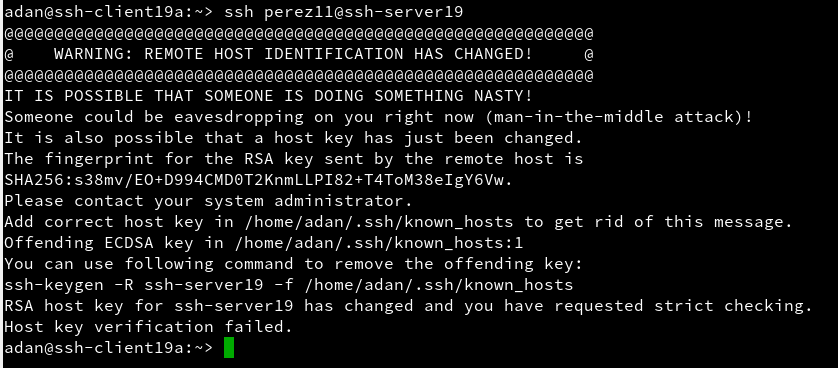 adan@ssh-client19a:~> ssh perez11@ssh-server19
@@@@@@@@@@@@@@@@@@@@@@@@@@@@@@@@@@@@@@@@@@@@@@@@@@@@@@@@@@@
@    WARNING: REMOTE HOST IDENTIFICATION HAS CHANGED!     @
@@@@@@@@@@@@@@@@@@@@@@@@@@@@@@@@@@@@@@@@@@@@@@@@@@@@@@@@@@@
IT IS POSSIBLE THAT SOMEONE IS DOING SOMETHING NASTY!
Someone could be eavesdropping on you right now (man-in-the-middle attack)!
It is also possible that a host key has just been changed.
The fingerprint for the RSA key sent by the remote host is
SHA256:s38mv/EO+D994CMD0T2KnmLLPI82+T4ToM38eIgY6Vw.
Please contact your system administrator.
Add correct host key in /home/adan/.ssh/known_hosts to get rid of this message.
Offending ECDSA key in /home/adan/.ssh/known_hosts:1
You can use following command to remove the offending key:
ssh-keygen -R ssh-server19 -f /home/adan/.ssh/known_hosts
RSA host key for ssh-server19 has changed and you have requested strict checking.
Host key verification failed.
adan@ssh-client19a:~>